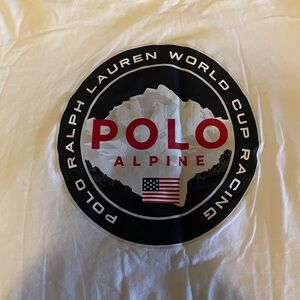 POLO RALPH LAUREN WORLD CUP RACING
POLO
ALPINE